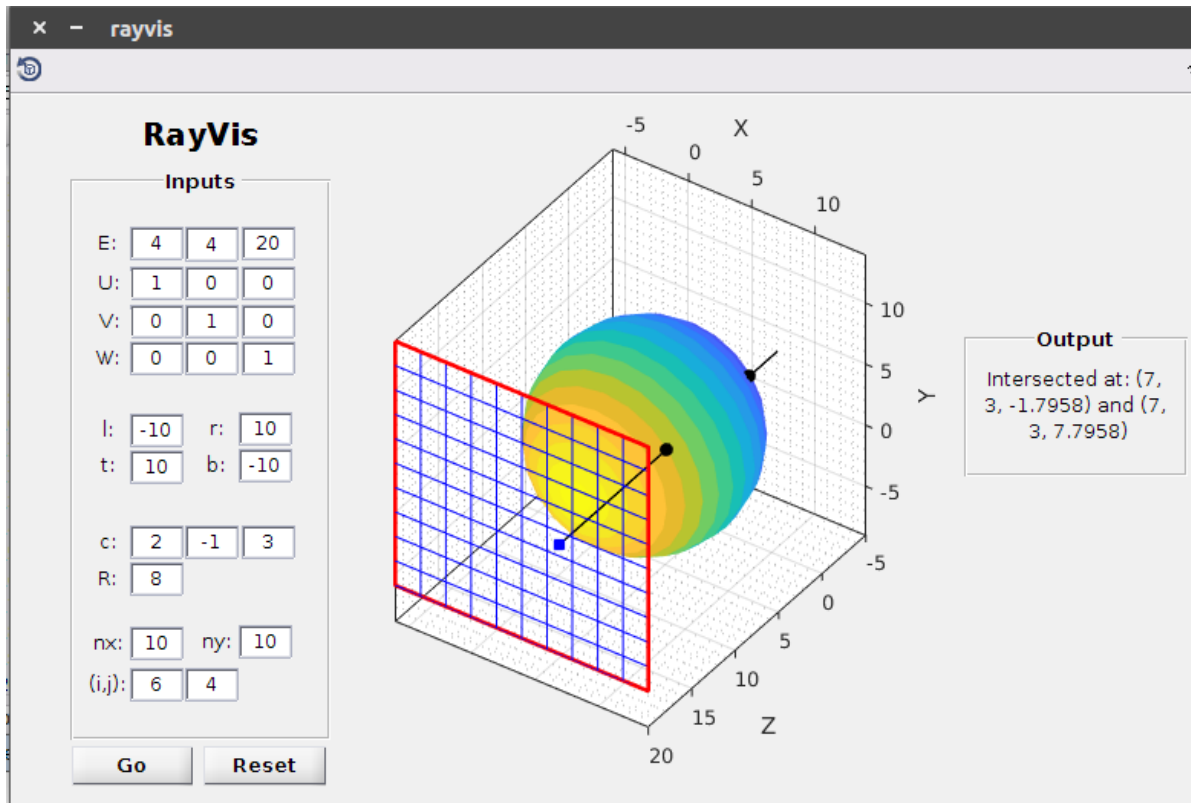 rayvis
RayVis
Inputs
E: 4 4 20
U: 1 0 0
V: 0 1 0
W: 0 0 1
l: -10 r: 10
t: 10 b: -10
c: 2 -1 3
R: 8
nx: 10 ny: 10
(i,j): 6 4
Go Reset
-5 0 5 10
X
10 5 0 -5
Y
-5 0 5 10 15 20
Z
Output
Intersected at: (7,
3, -1.7958) and (7,
3, 7.7958)